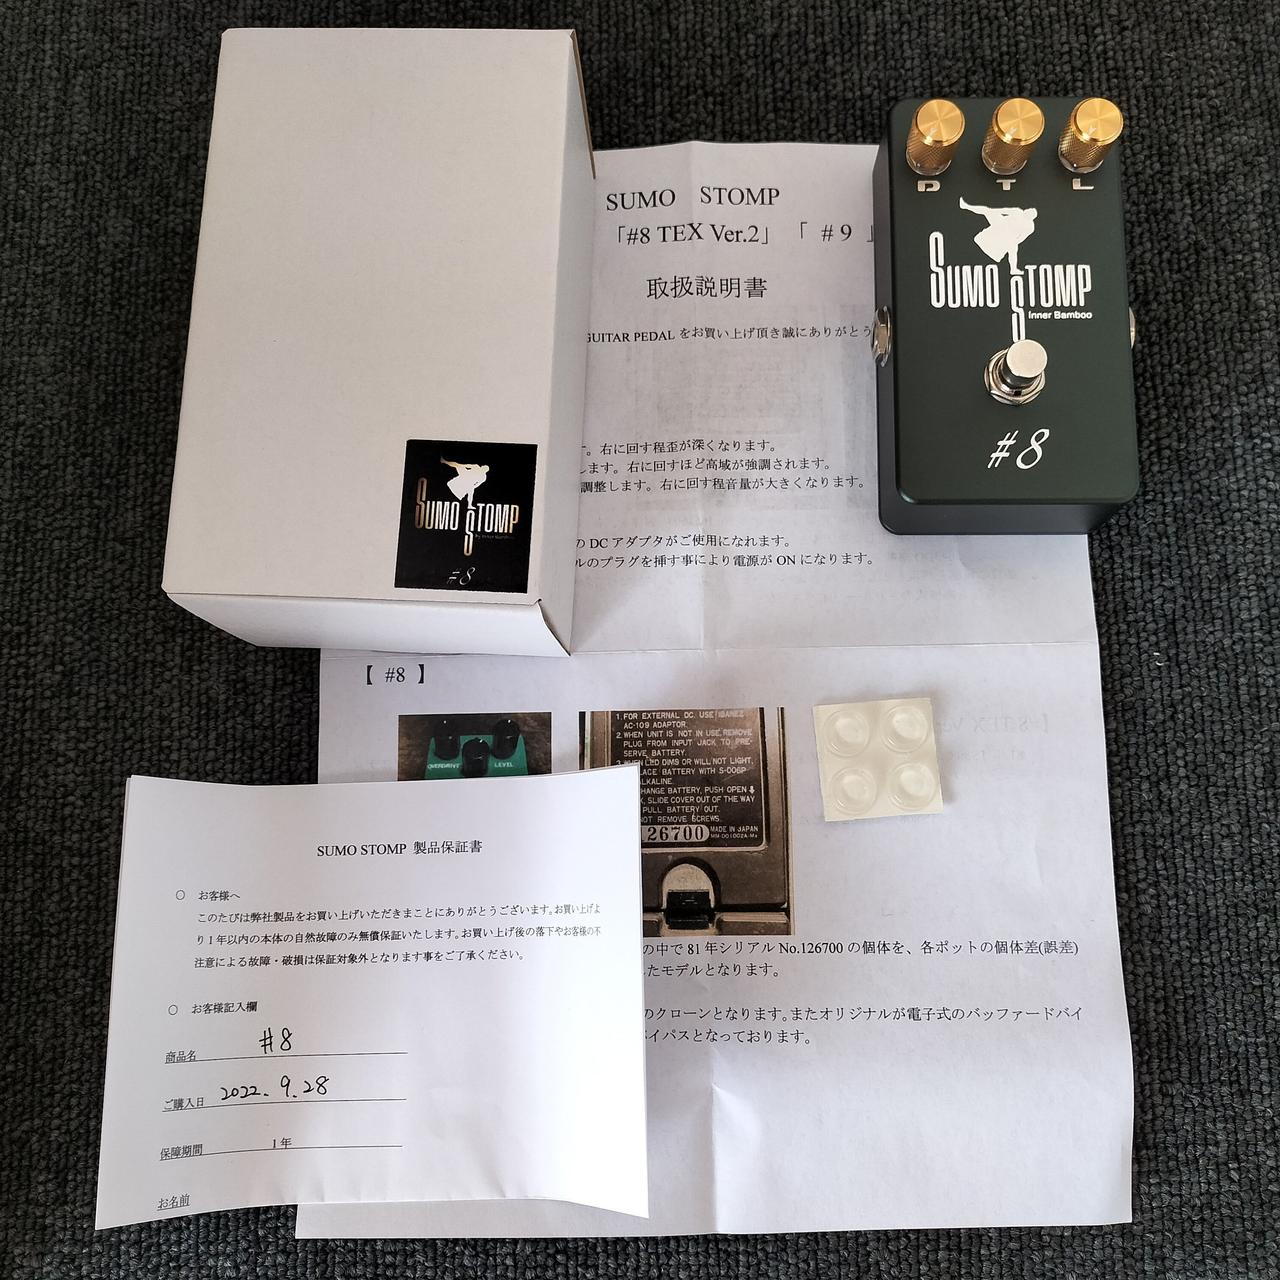 SUMO STOMP
「#8 TEX Ver.2」 「 #9 」
取扱説明書
GUITAR PEDAL をお買い上げ頂き誠にありがとう
す。右に回す程歪が深くなります。
します。右に回すほど高域が強調されます。
調整します。右に回す程音量が大きくなります。
の DC アダプタがご使用になれます。
ルのプラグを挿す事により電源が ON になります。
D T L
SUMO STOMP
Inner Bamboo
#8
SUMO STOMP
by Inner Bamboo
#8
【 #8 】
OVERDRIVE LEVEL
1. FOR EXTERNAL DC, USE IBANEZ
AC-109 ADAPTOR.
2. WHEN UNIT IS NOT IN USE, REMOVE
PLUG FROM INPUT JACK TO PRE-
SERVE BATTERY.
3. WHEN LED DIMS OR WILL NOT LIGHT,
LACE BATTERY WITH S-006P
ALKALINE.
HANGE BATTERY, PUSH OPEN
K, SLIDE COVER OUT OF THE WAY
PULL BATTERY OUT.
NOT REMOVE SCREWS.
26700 MADE IN JAPAN
の中で 81 年シリアル No.126700 の個体を、各ポットの個体差(誤差)
したモデルとなります。
のクローンとなります。またオリジナルが電子式のバッファードバイ
バイパスとなっております。
SUMO STOMP 製品保証書
○ お客様へ
このたびは弊社製品をお買い上げいただきまことにありがとうございます。お買い上げよ
り 1 年以内の本体の自然故障のみ無償保証いたします。お買い上げ後の落下やお客様の不
注意による故障・破損は保証対象外となります事をご了承ください。
○ お客様記入欄
商品名 #8
ご購入日 2022. 9. 28
保障期間 1 年
お名前